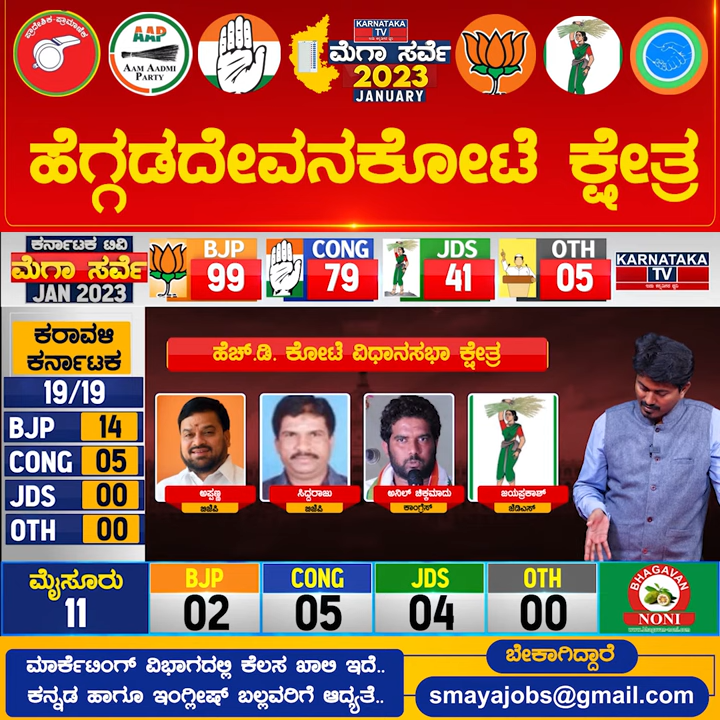 ಪ್ರಾದೇಶಿಕ-ಪ್ರಾಮಾಣಿಕ
AAP
AAM AADMI
PARTY
KARNATAKA
TV
ಮೆಗಾ ಸರ್ವೆ
2023
JANUARY
ಹೆಗ್ಗಡದೇವನಕೋಟೆ ಕ್ಷೇತ್ರ
ಕರ್ನಾಟಕ ಟಿವಿ
ಮೆಗಾ ಸರ್ವೆ
JAN 2023
BJP
99
CONG
79
JDS
41
OTH
05
KARNATAKA
TV
ಕರಾವಳಿ
ಕರ್ನಾಟಕ
19/19
BJP 14
CONG 05
JDS 00
OTH 00
ಹೆಚ್.ಡಿ. ಕೋಟೆ ವಿಧಾನಸಭಾ ಕ್ಷೇತ್ರ
ಅಪ್ಪಣ್ಣ
ಬಿಜೆಪಿ
ಸಿದ್ದರಾಜು
ಬಿಜೆಪಿ
ಅನಿಲ್ ಚಿಕ್ಕಮಾದು
ಕಾಂಗ್ರೆಸ್
ಜಯಪ್ರಕಾಶ್
ಜೆಡಿಎಸ್
ಮೈಸೂರು
11
BJP
02
CONG
05
JDS
04
OTH
00
BHAGAVAN
NONI
ಮಾರ್ಕೆಟಿಂಗ್ ವಿಭಾಗದಲ್ಲಿ ಕೆಲಸ ಖಾಲಿ ಇದೆ..
ಕನ್ನಡ ಹಾಗೂ ಇಂಗ್ಲೀಷ್ ಬಲ್ಲವರಿಗೆ ಆದ್ಯತೆ..
ಬೇಕಾಗಿದ್ದಾರೆ
smayajobs@gmail.com